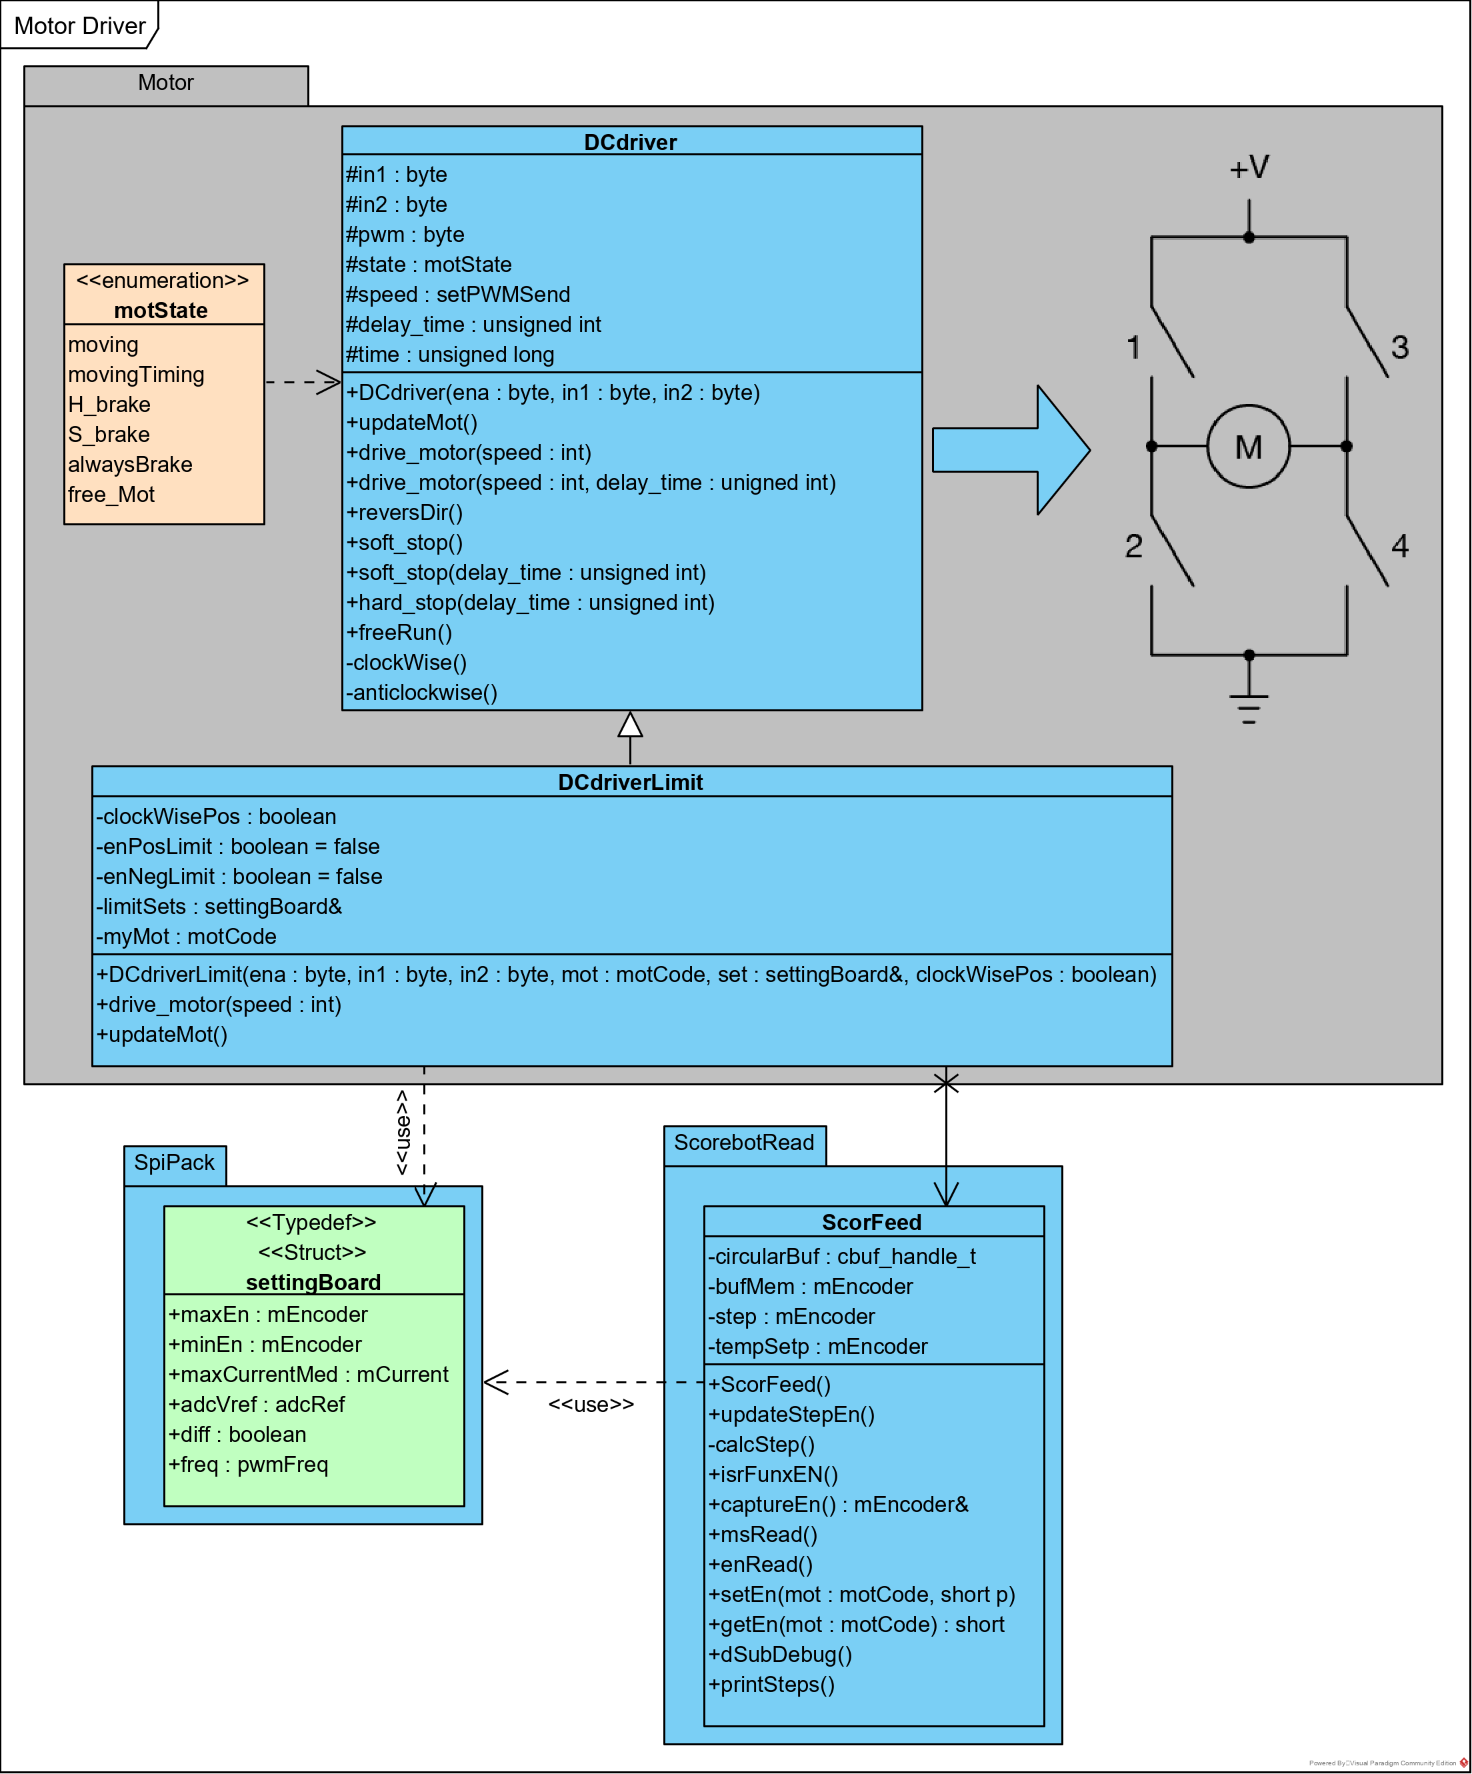 Motor Driver
Motor
DCdriver
#in1 : byte
#in2 : byte
#pwm : byte
#state : motState
#speed : setPWMSend
#delay_time : unsigned int
#time : unsigned long
+DCdriver(ena : byte, in1 : byte, in2 : byte)
+updateMot()
+drive_motor(speed : int)
+drive_motor(speed : int, delay_time : unigned int)
+reversDir()
+soft_stop()
+soft_stop(delay_time : unsigned int)
+hard_stop(delay_time : unsigned int)
+freeRun()
-clockWise()
-anticlockwise()
<<enumeration>>
motState
moving
movingTiming
H_brake
S_brake
alwaysBrake
free_Mot
+V
1
3
M
2
4
DCdriverLimit
-clockWisePos : boolean
-enPosLimit : boolean = false
-enNegLimit : boolean = false
-limitSets : settingBoard&
-myMot : motCode
+DCdriverLimit(ena : byte, in1 : byte, in2 : byte, mot : motCode, set : settingBoard&, clockWisePos : boolean)
+drive_motor(speed : int)
+updateMot()
<<use>>
SpiPack
<<Typedef>>
<<Struct>>
settingBoard
+maxEn : mEncoder
+minEn : mEncoder
+maxCurrentMed : mCurrent
+adcVref : adcRef
+diff : boolean
+freq : pwmFreq
<<use>>
ScorebotRead
ScorFeed
-circularBuf : cbuf_handle_t
-bufMem : mEncoder
-step : mEncoder
-tempSetp : mEncoder
+ScorFeed()
+updateStepEn()
-calcStep()
+isrFunxEN()
+captureEn() : mEncoder&
+msRead()
+enRead()
+setEn(mot : motCode, short p)
+getEn(mot : motCode) : short
+dSubDebug()
+printSteps()
Powered By Visual Paradigm Community Edition